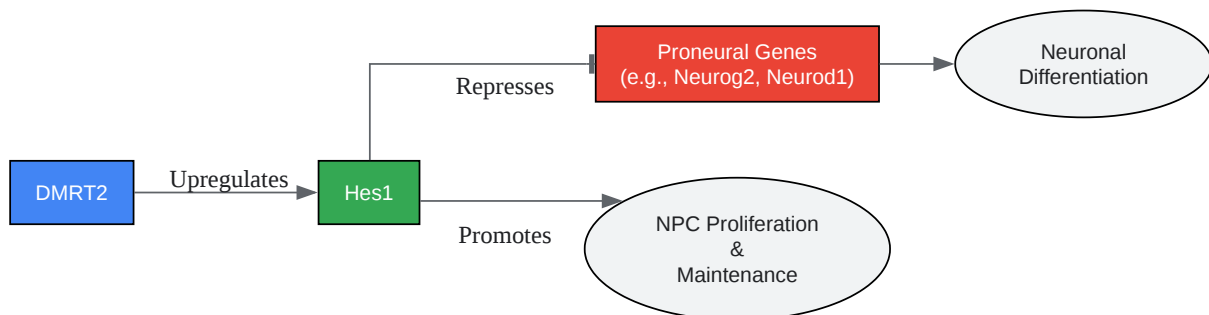 Proneural Genes
(e.g., Neurog2, Neurod1)
Neuronal
Differentiation
Represses
DMRT2
Upregulates
Hes1
Promotes
NPC Proliferation
&
Maintenance